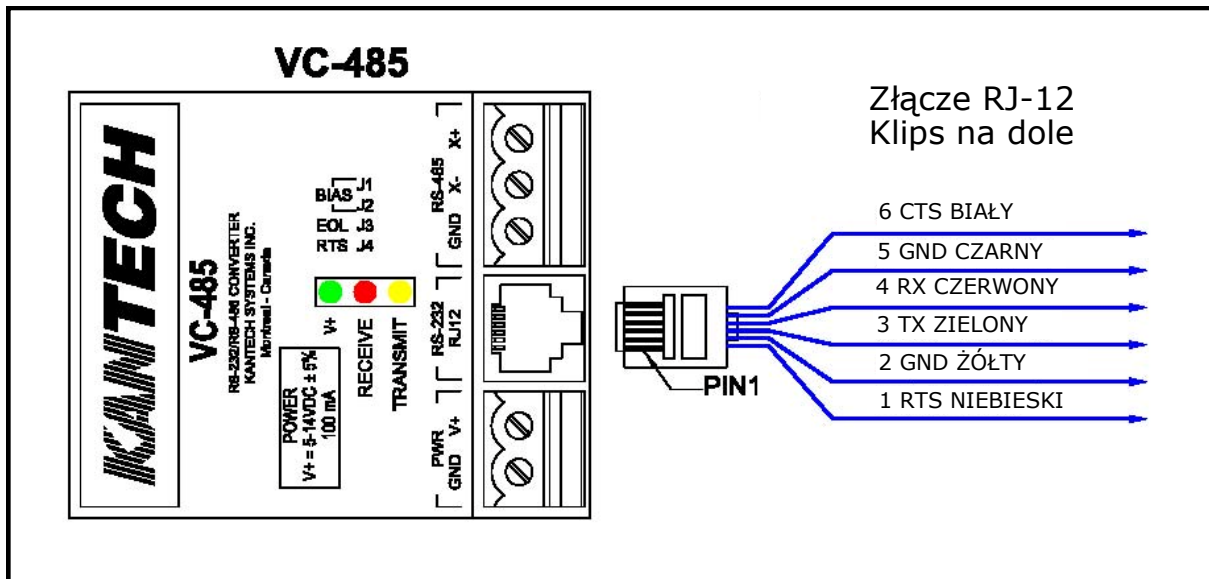 VC-485
KANTECH
VC-485
RS-232/RS-485 CONVERTER
KANTECH SYSTEMS INC.
Montreal - Canada
BIAS J1
J2
EOL J3
RTS J4
V+
RECEIVE
TRANSMIT
POWER
V+ = 5-14VDC ± 5%
100 mA
RS-485
GND X- X+
RS-232
RJ12
PWR
GND V+
Złącze RJ-12
Klips na dole
6 CTS BIAŁY
5 GND CZARNY
4 RX CZERWONY
3 TX ZIELONY
2 GND ŻÓŁTY
1 RTS NIEBIESKI
PIN1